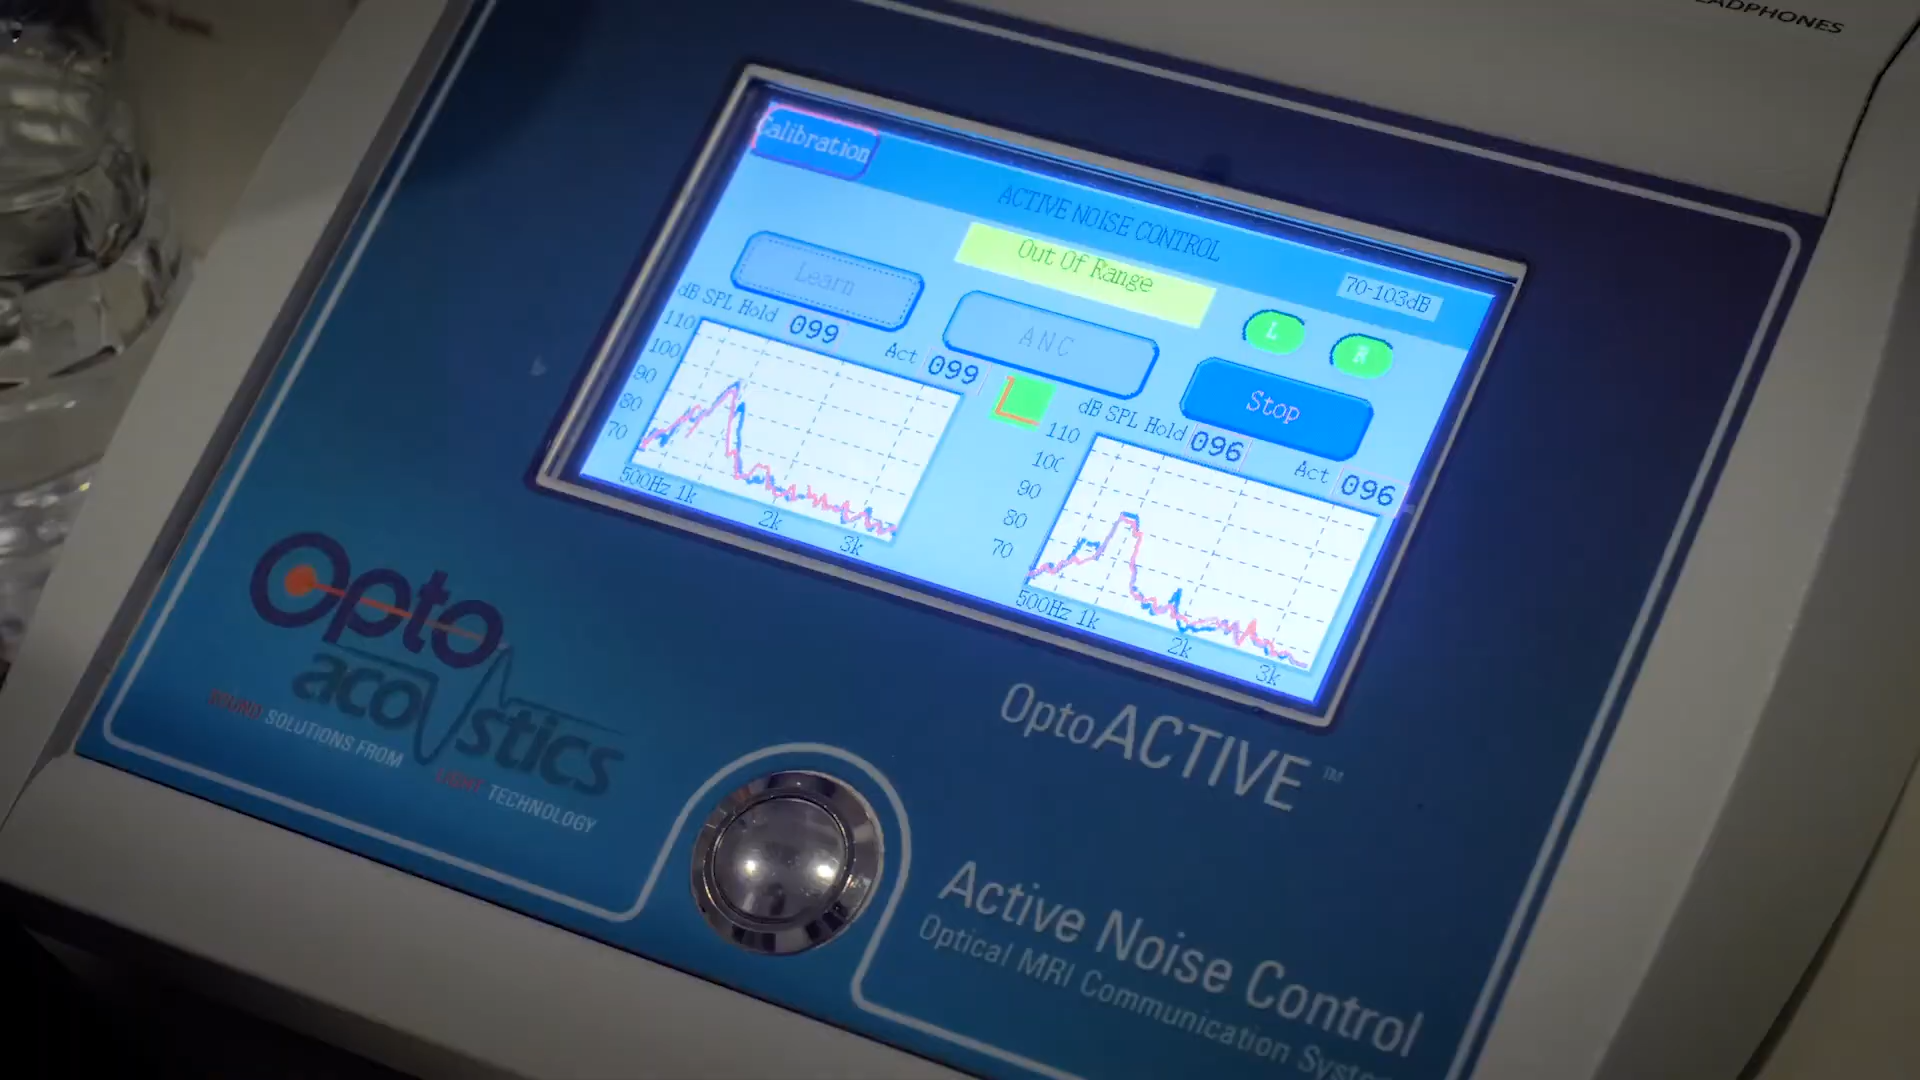 HEADPHONES
Calibration
ACTIVE NOISE CONTROL
Out Of Range
70-103dB
Learn
ANC
L
R
Stop
dB SPL Hold 099
Act 099
110
100
90
80
70
500Hz 1k
2k
3k
dB SPL Hold 096
Act 096
110
100
90
80
70
500Hz 1k
2k
3k
Opto
acoustics
SOUND SOLUTIONS FROM
LIGHT TECHNOLOGY
OptoACTIVE™
Active Noise Control
Optical MRI Communication System